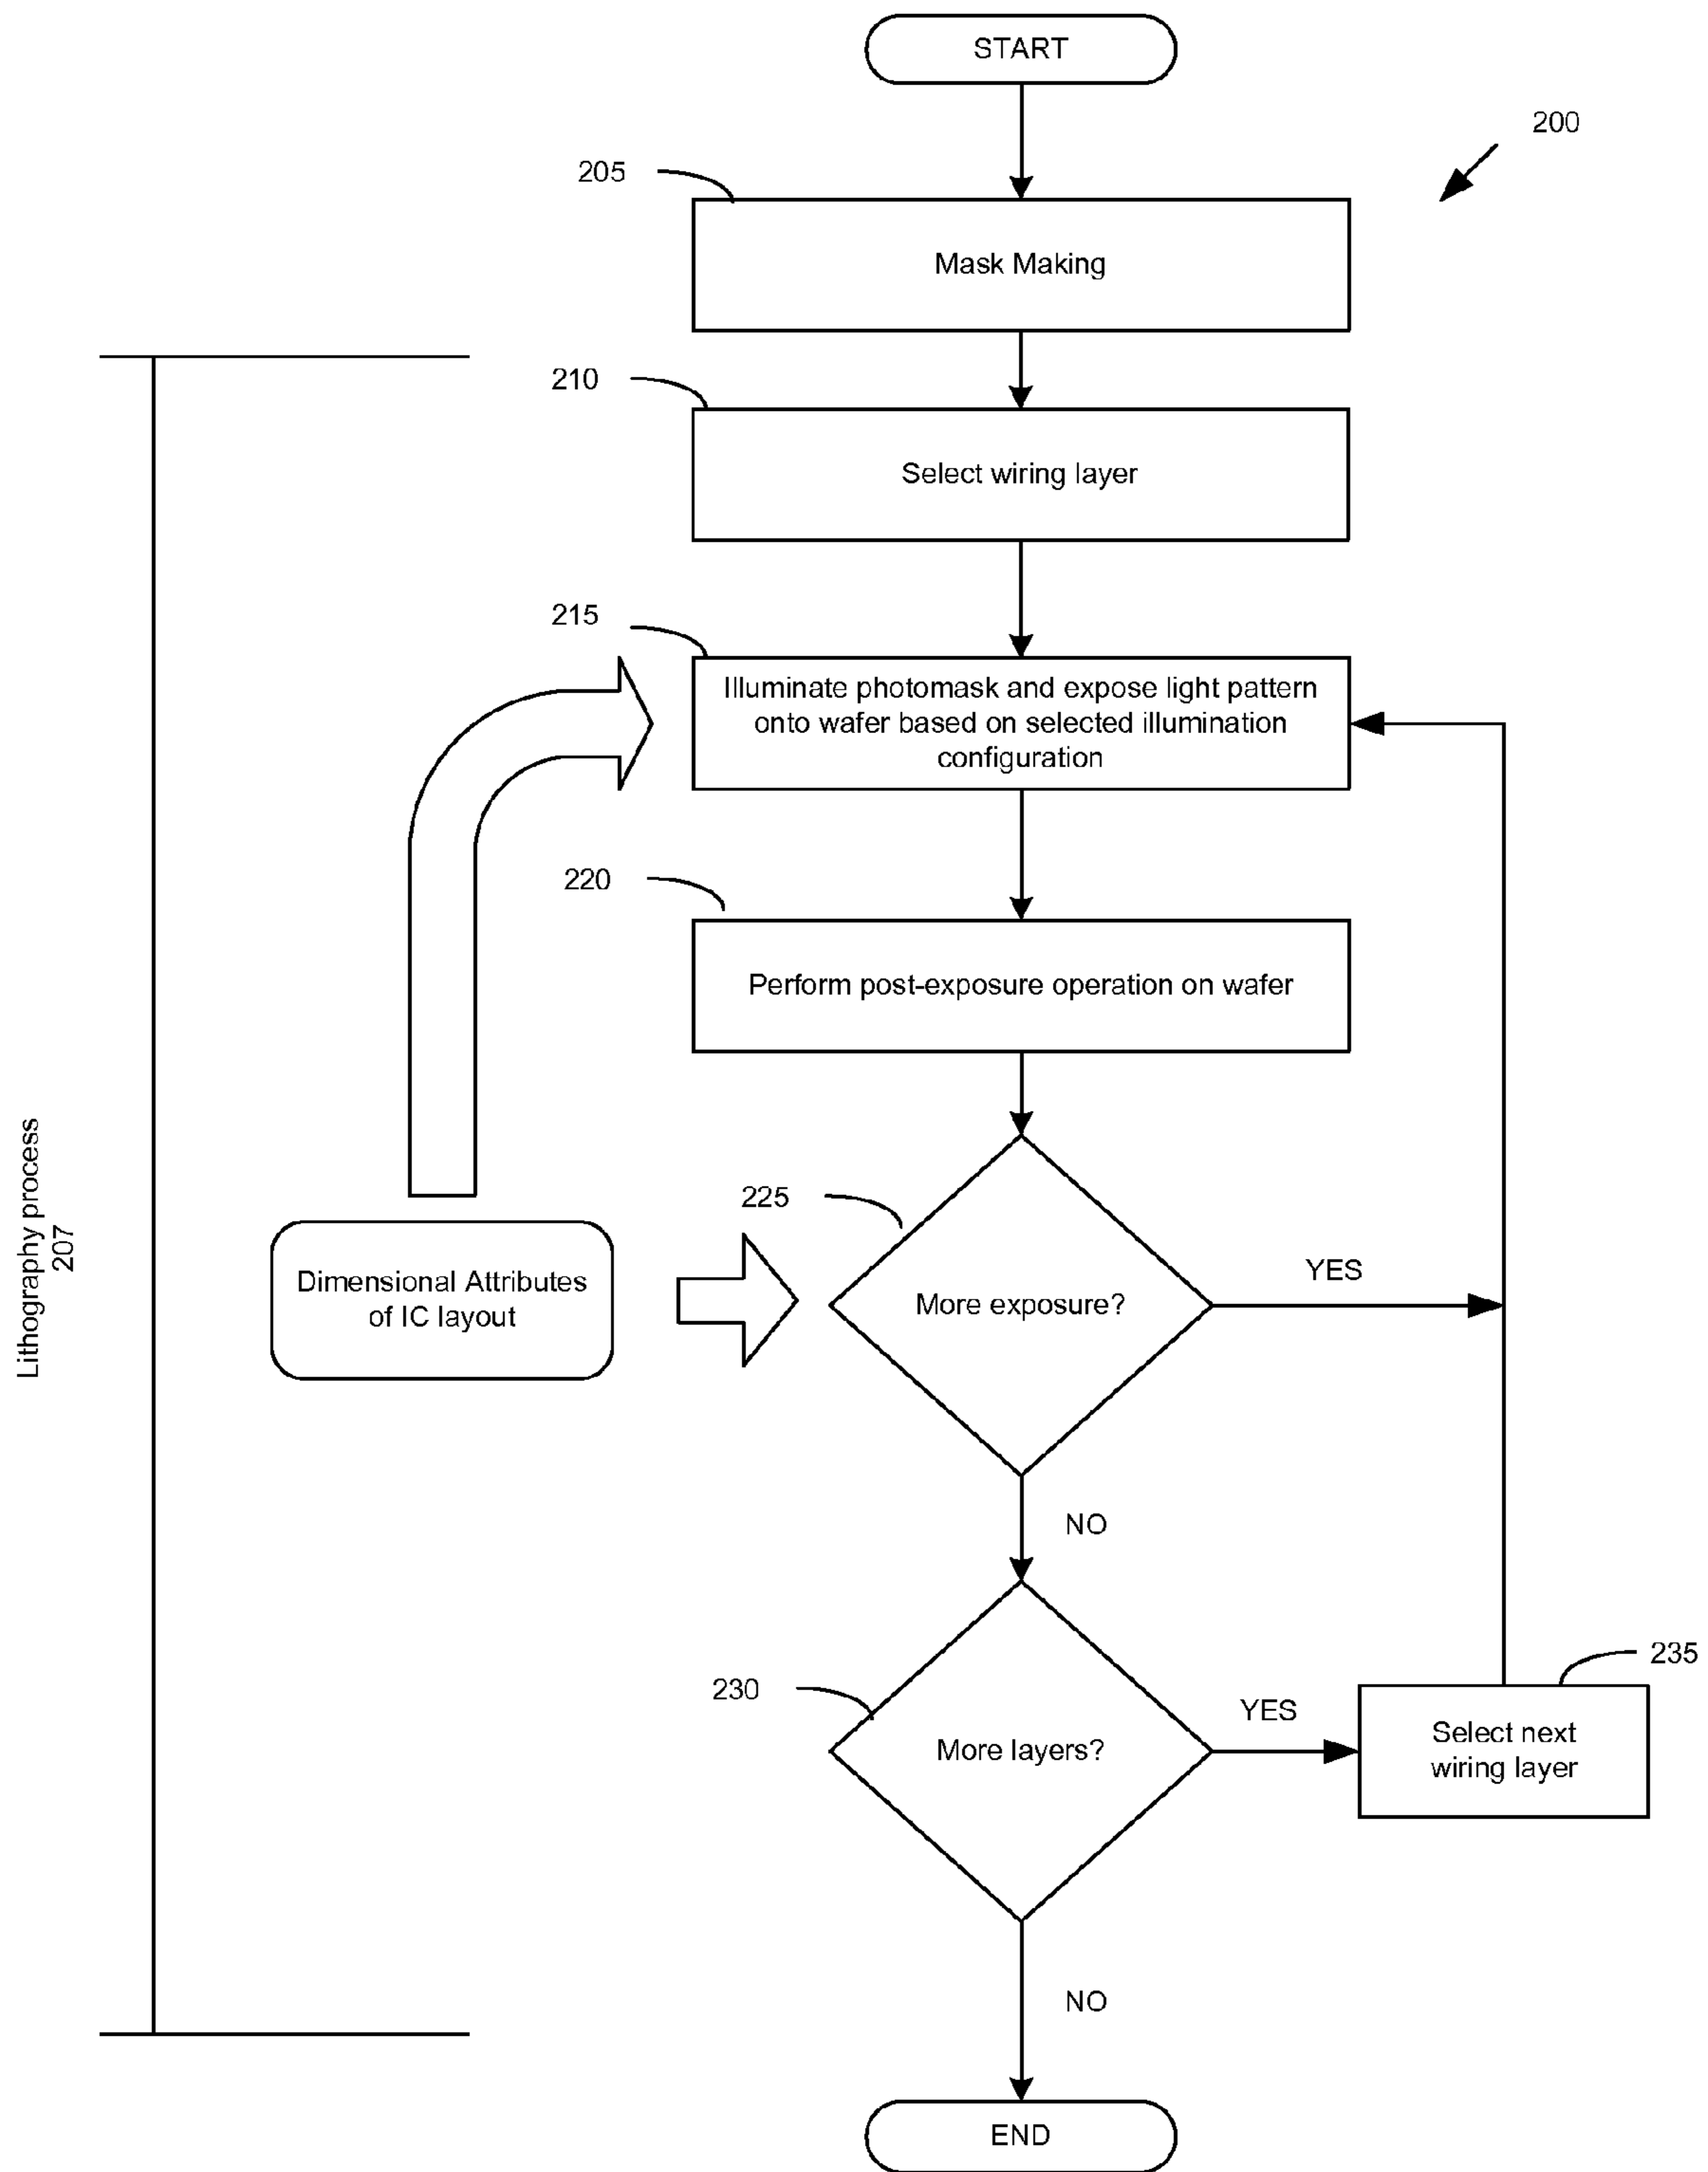 START
200
205
Mask Making
210
Select wiring layer
215
Illuminate photomask and expose light pattern
onto wafer based on selected illumination
configuration
220
Perform post-exposure operation on wafer
Lithography process
207
225
Dimensional Attributes
of IC layout
More exposure?
YES
NO
230
More layers?
YES
235
Select next
wiring layer
NO
END